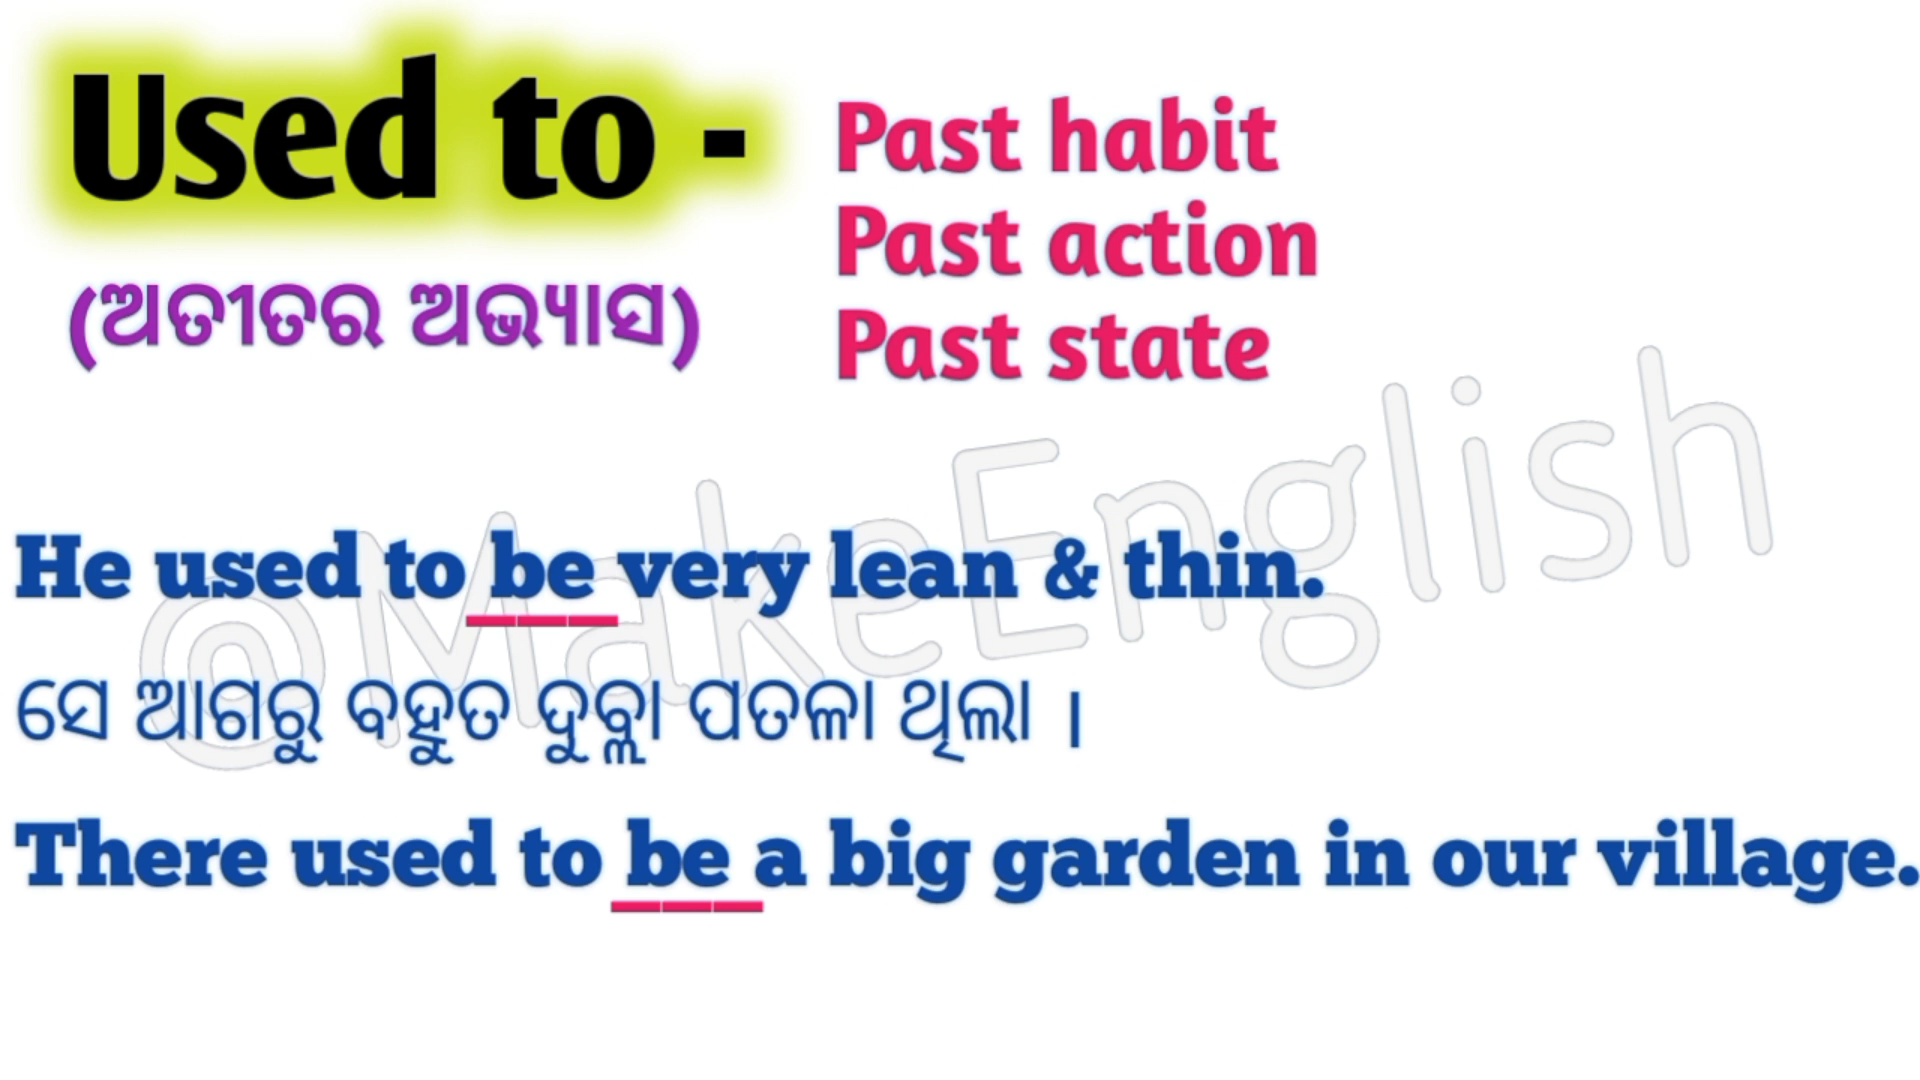 Used to -
(ଅତୀତର ଅଭ୍ୟାସ)
Past habit
Past action
Past state
He used to be very lean & thin.
ସେ ଆଗରୁ ବହୁତ ଦୁବ୍ଲା ପତଳା ଥିଲା ।
There used to be a big garden in our village.
@MakeEnglish